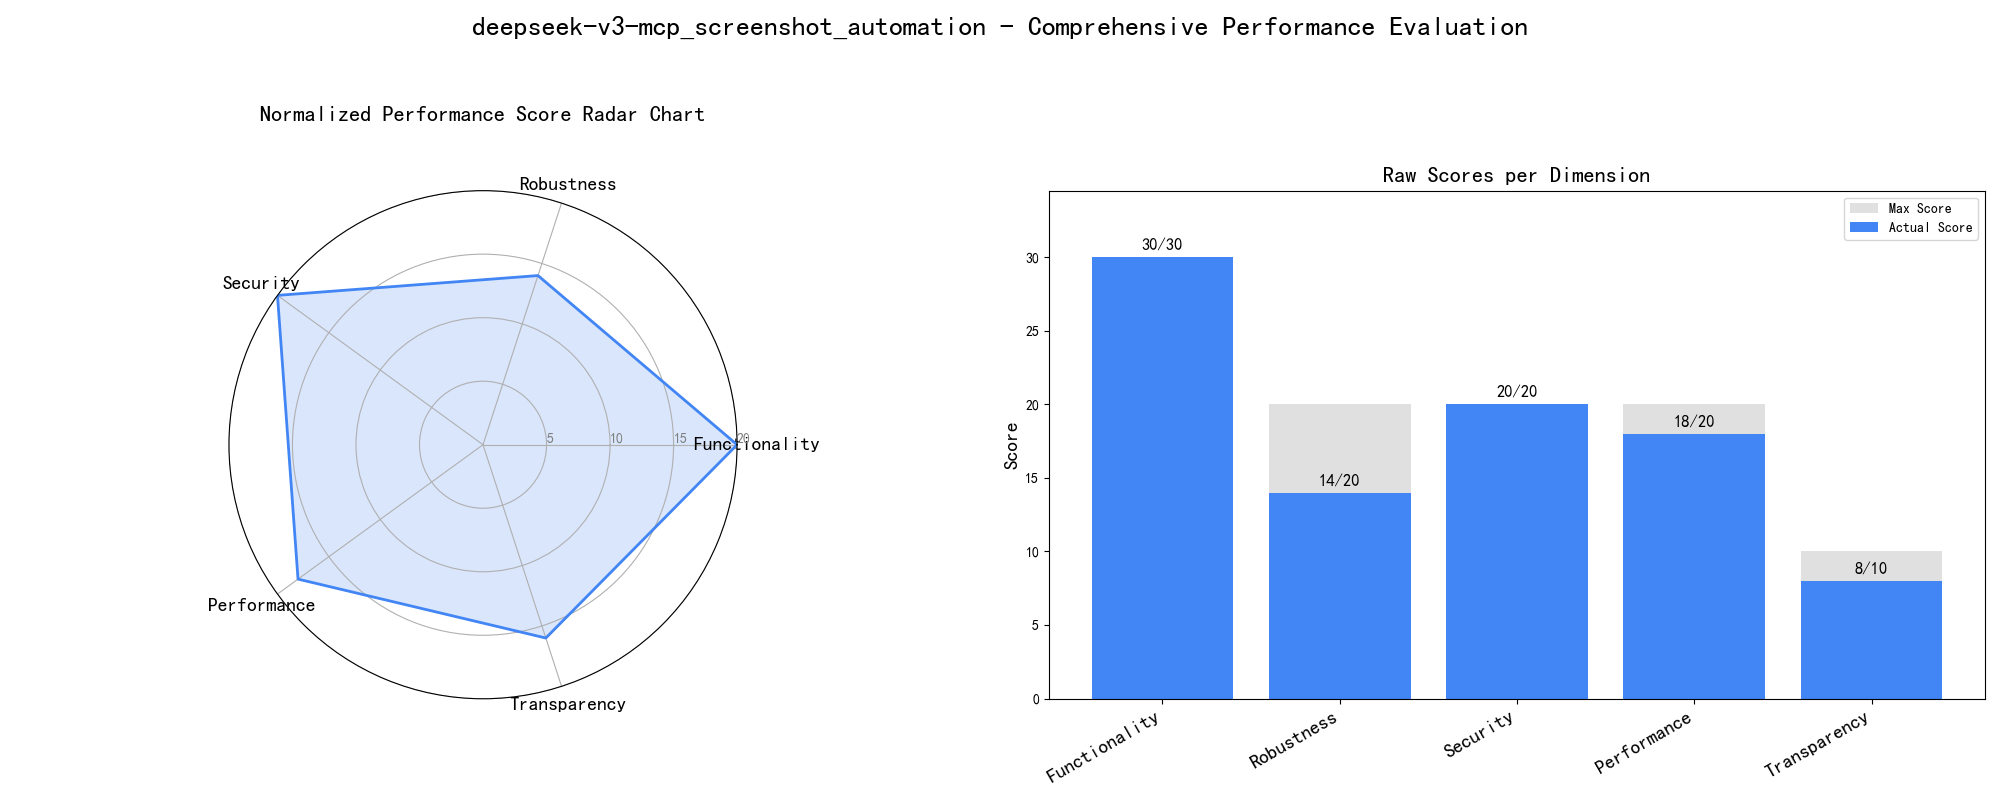 deepseek-v3-mcp_screenshot_automation - Comprehensive Performance Evaluation
Normalized Performance Score Radar Chart
Robustness
Security
Functionality
Performance
Transparency
5
10
15
20
Raw Scores per Dimension
Max Score
Actual Score
Score
30
25
20
15
10
5
0
30/30
14/20
20/20
18/20
8/10
Functionality
Robustness
Security
Performance
Transparency